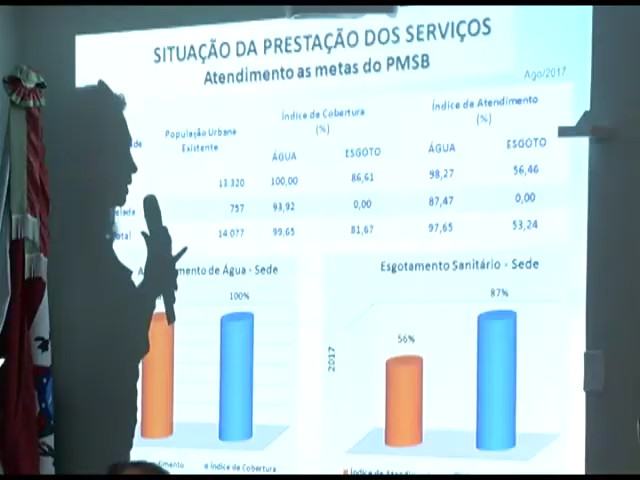 SITUAÇÃO DA PRESTAÇÃO DOS SERVIÇOS
Atendimento as metas do PMSB
Ago/2017
População Urbana Existente Índice de Cobertura (%) Índice de Atendimento (%)
ÁGUA ESGOTO ÁGUA ESGOTO
13.320 100,00 86,61 98,27 56,46
757 93,92 0,00 87,47 0,00
14.077 99,65 81,67 97,65 53,24
de Água - Sede
Esgotamento Sanitário - Sede
100%
87%
56%
2017
Índice de Cobertura